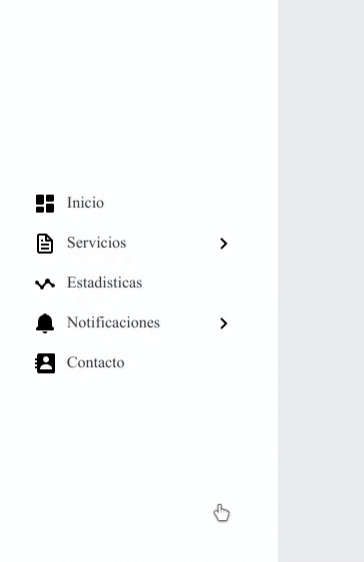 Inicio
Servicios
Estadisticas
Notificaciones
Contacto